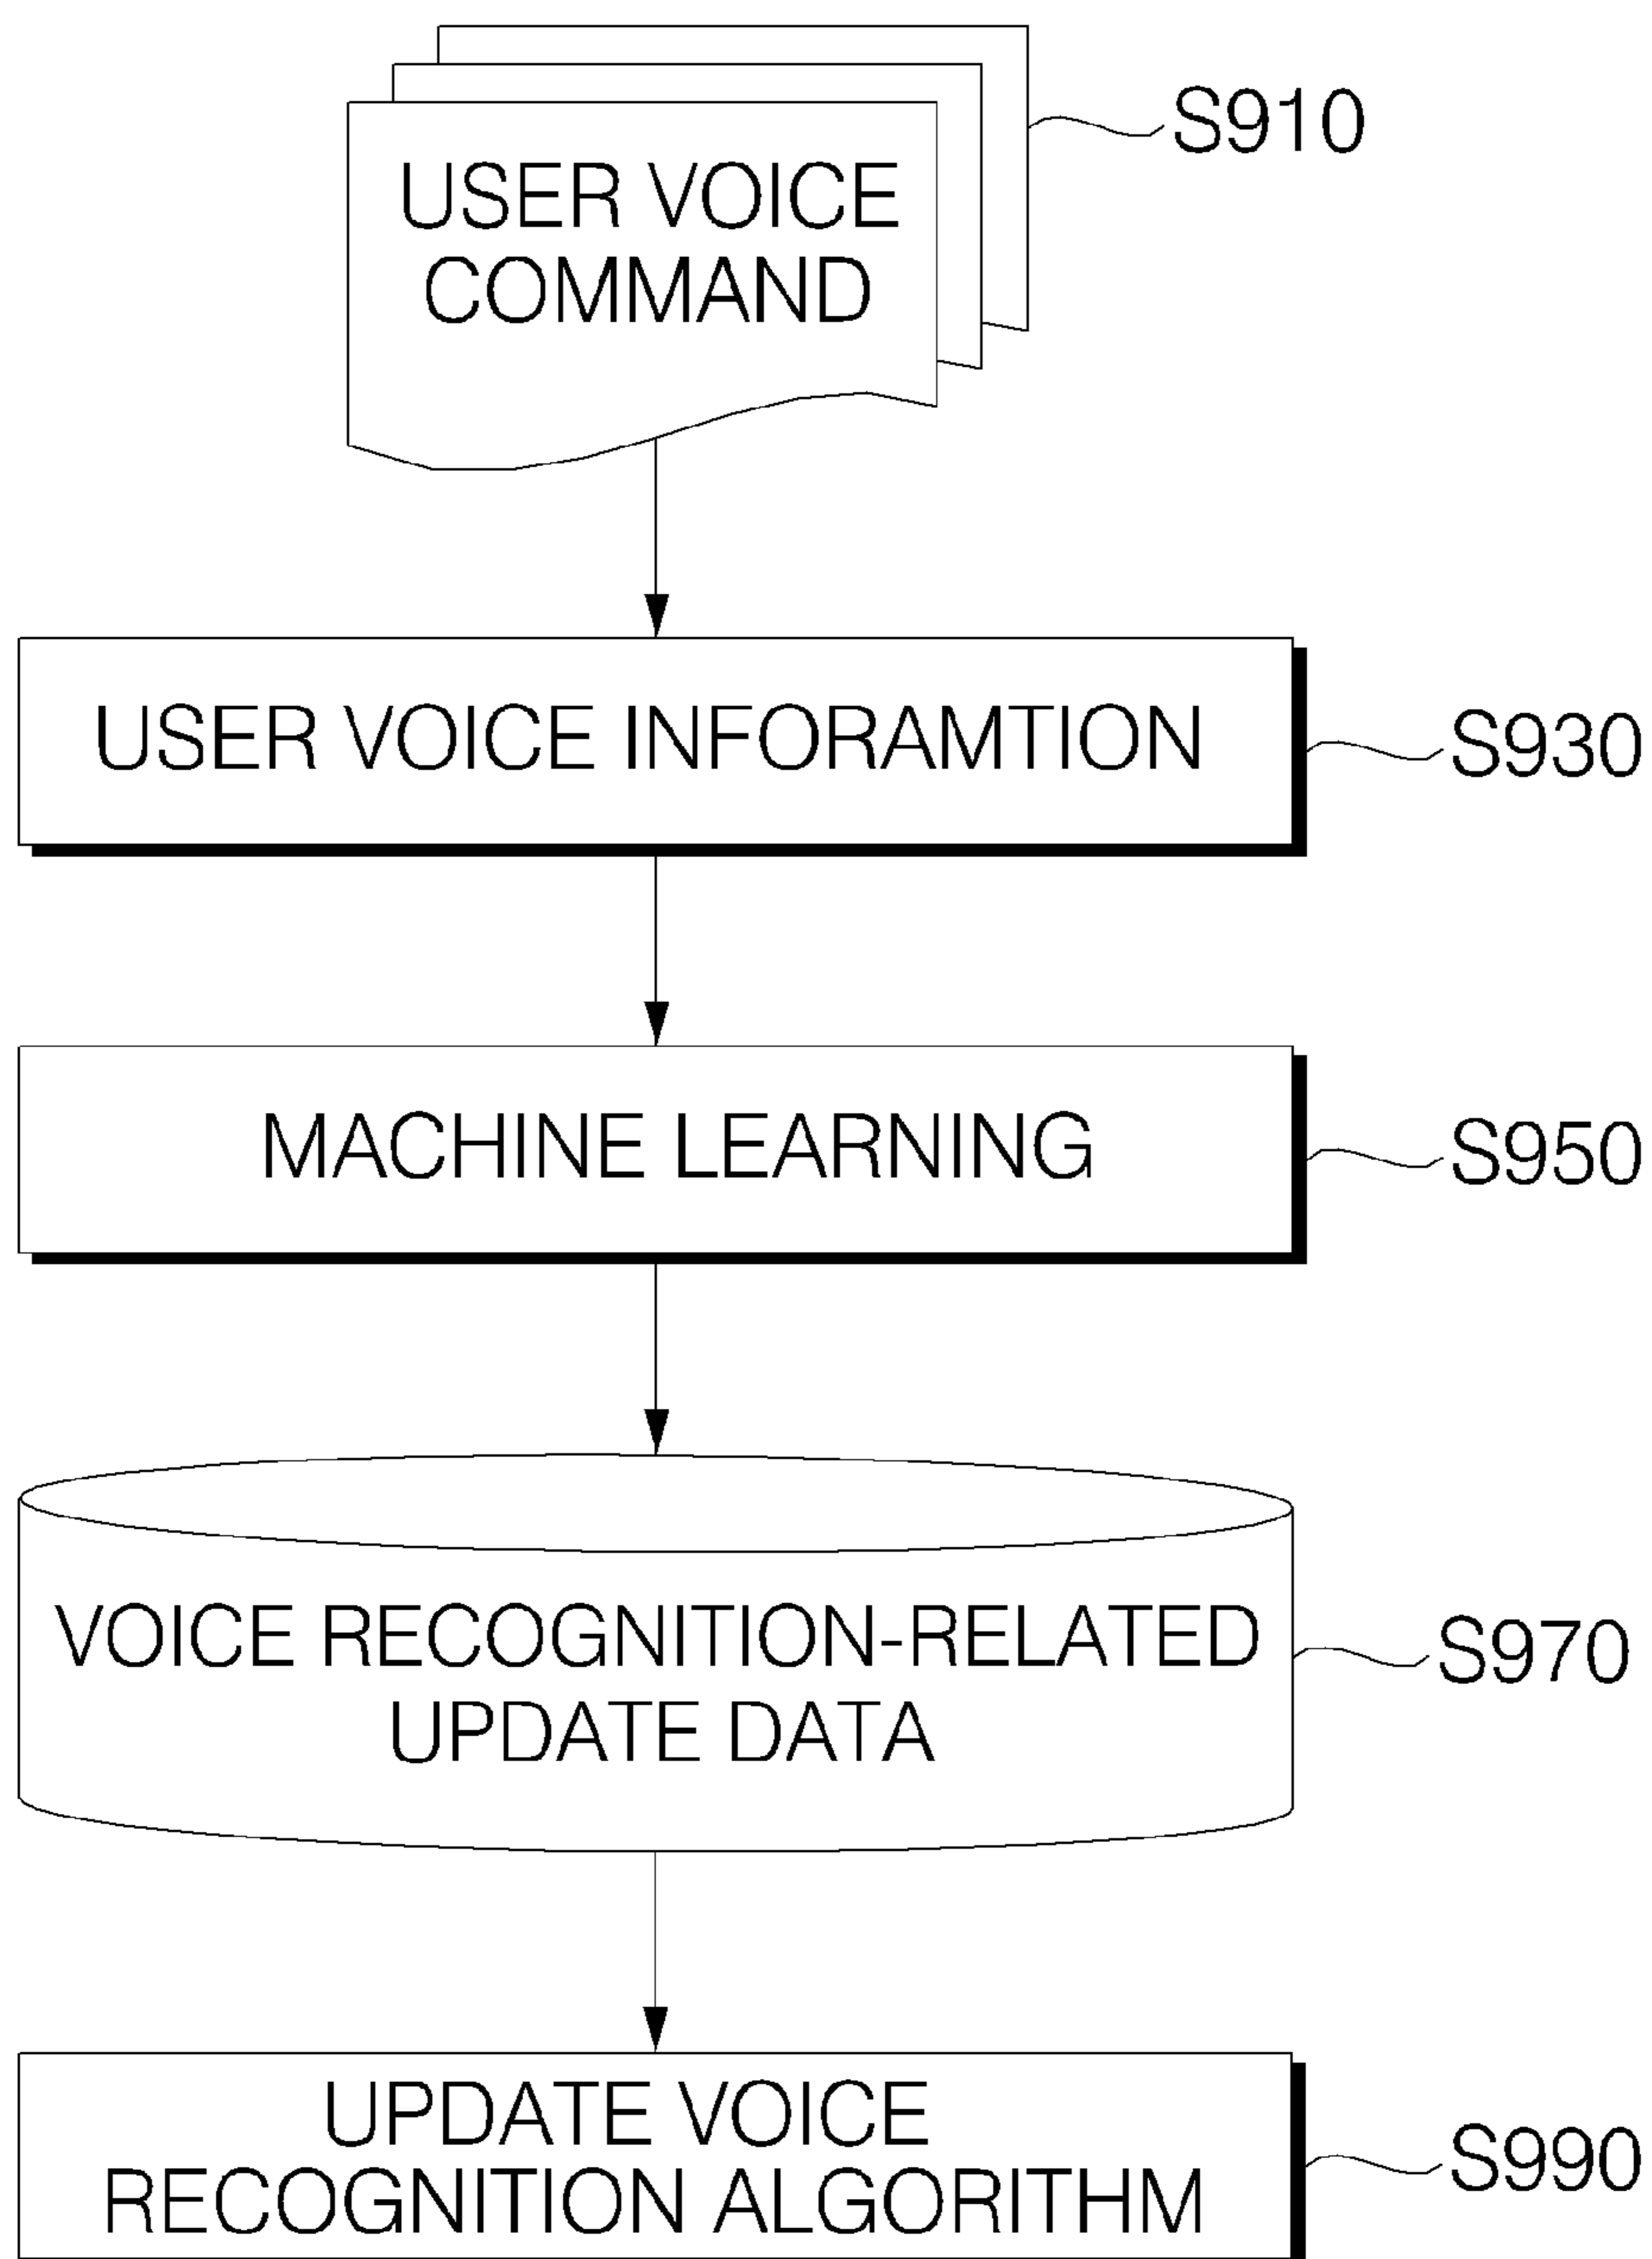 S910
USER VOICE
COMMAND
USER VOICE INFORAMTION
S930
MACHINE LEARNING
S950
VOICE RECOGNITION-RELATED
UPDATE DATA
S970
UPDATE VOICE
RECOGNITION ALGORITHM
S990